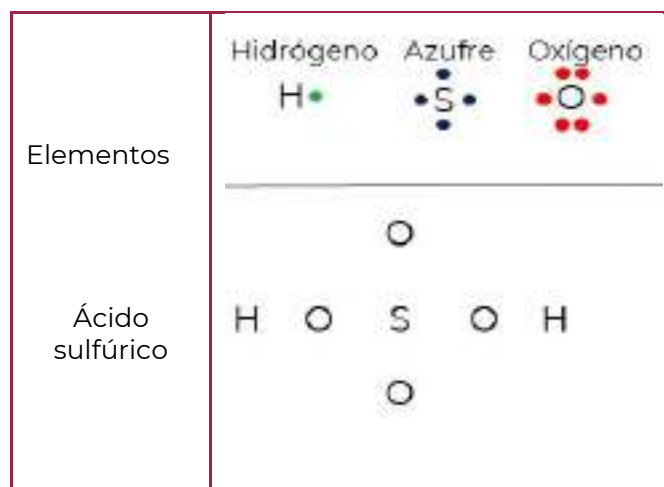 Hidrógeno Azufre Oxígeno
H S O
Elementos
O
Ácido sulfúrico
H O S O H
O